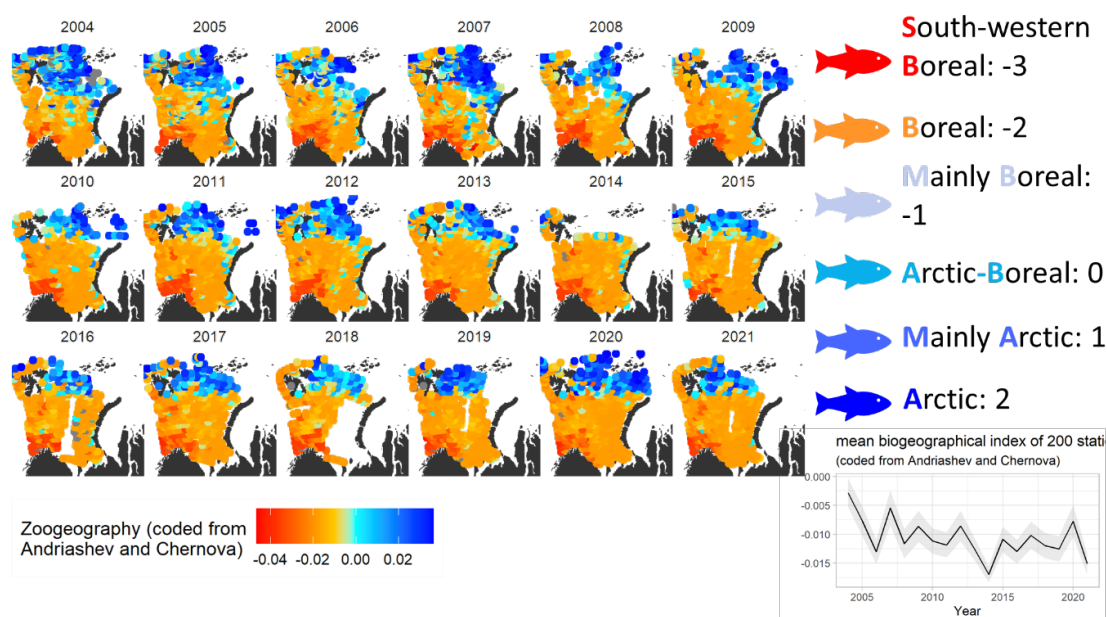 2004 2005 2006 2007 2008 2009
2010 2011 2012 2013 2014 2015
2016 2017 2018 2019 2020 2021
South-western
Boreal: -3
Boreal: -2
Mainly Boreal:
-1
Arctic-Boreal: 0
Mainly Arctic: 1
Arctic: 2
Zoogeography (coded from
Andriashev and Chernova)
-0.04 -0.02 0.00 0.02
mean biogeographical index of 200 stati
(coded from Andriashev and Chernova)
0.000
-0.005
-0.010
-0.015
2005 2010 2015 2020
Year